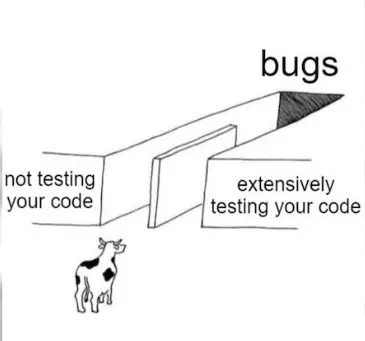 bugs
not testing
your code
extensively
testing your code